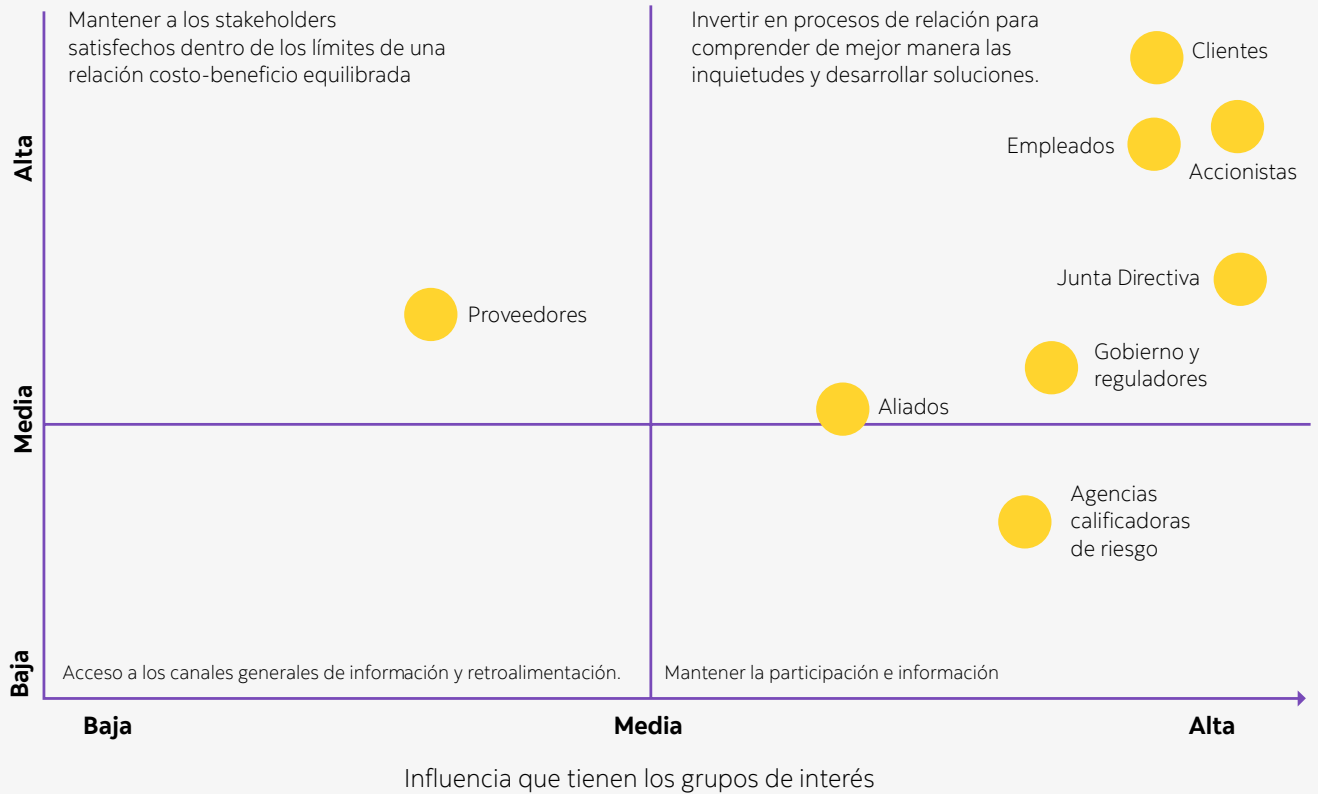 Mantener a los stakeholders
satisfechos dentro de los límites de una
relación costo-beneficio equilibrada
Invertir en procesos de relación para
comprender de mejor manera las
inquietudes y desarrollar soluciones.
Clientes
Empleados
Accionistas
Junta Directiva
Proveedores
Gobierno y
reguladores
Aliados
Agencias
calificadoras
de riesgo
Alta
Media
Baja
Acceso a los canales generales de información y retroalimentación.
Mantener la participación e información
Baja
Media
Alta
Influencia que tienen los grupos de interés